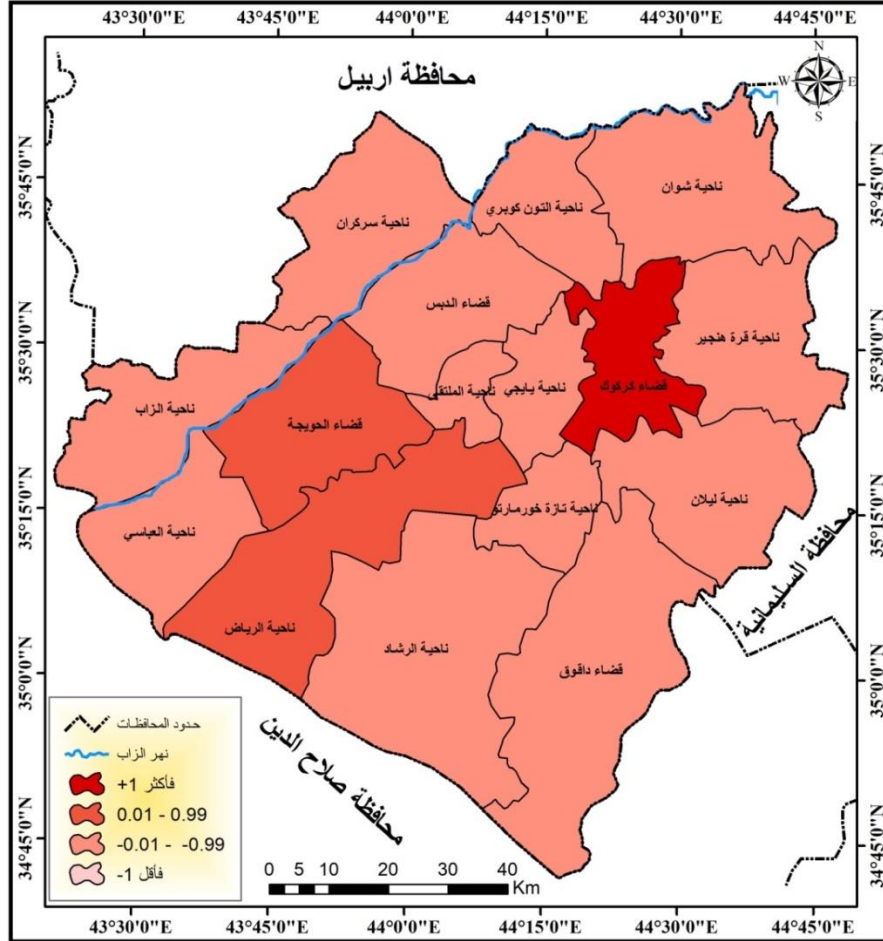 43°30'0"E 43°45'0"E 44°0'0"E 44°15'0"E 44°30'0"E 44°45'0"E
N
W E
S
محافظة اربيل
35°45'0"N 35°45'0"N
ناحية شوان
ناحية التون كوبري
ناحية سركران
قضاء الدبس
35°30'0"N 35°30'0"N
ناحية قرة هنجير
قضاء كركوك
ناحية يايجي
ناحية الملتقى
ناحية الزاب
قضاء الحويجة
35°15'0"N 35°15'0"N
ناحية ليلان
ناحية تازة خورمارتو
ناحية العباسي
محافظة السليمانية
ناحية الرياض
ناحية الرشاد
قضاء داقوق
35°0'0"N 35°0'0"N
محافظة صلاح الدين
حدود المحافظات
نهر الزاب
+1 فأكثر
0.01 - 0.99
-0.01 - -0.99
-1 فأقل
34°45'0"N 34°45'0"N
0 5 10 20 30 40
Km
43°30'0"E 43°45'0"E 44°0'0"E 44°15'0"E 44°30'0"E 44°45'0"E